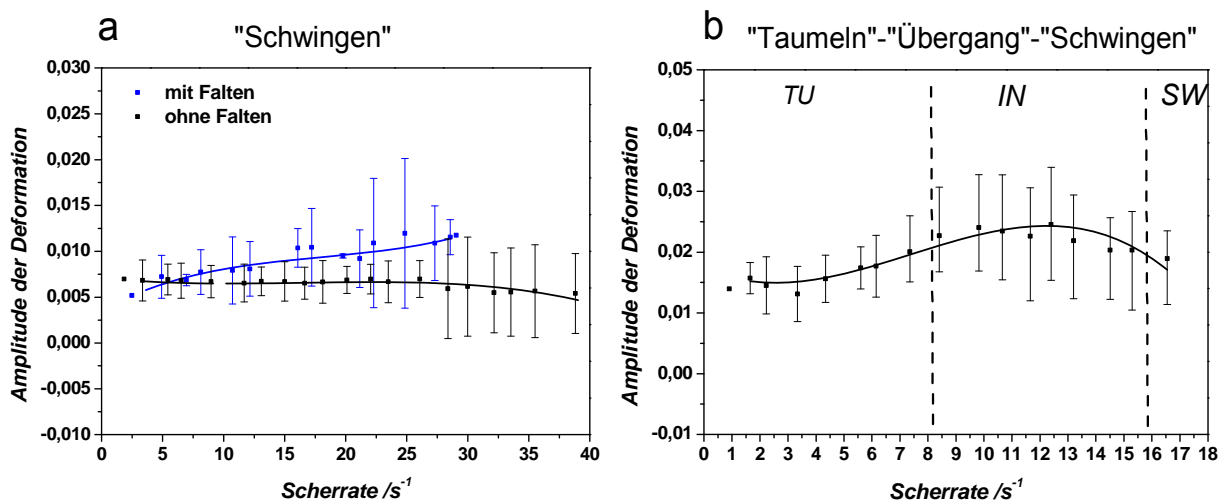 a
"Schwingen"
0,030
0,025
0,020
0,015
0,010
0,005
0,000
-0,005
-0,010
Amplitude der Deformation
mit Falten
ohne Falten
0 5 10 15 20 25 30 35 40
Scherrate /s⁻¹
b
"Taumeln"-"Übergang"-"Schwingen"
0,05
0,04
0,03
0,02
0,01
0,00
-0,01
Amplitude der Deformation
TU IN SW
0 1 2 3 4 5 6 7 8 9 10 11 12 13 14 15 16 17 18
Scherrate /s⁻¹